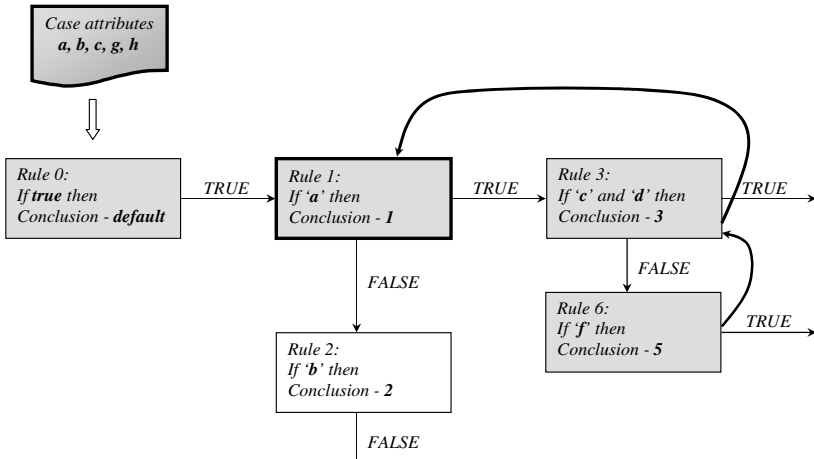 Case attributes
a, b, c, g, h
Rule 0:
If true then
Conclusion - default
TRUE
Rule 1:
If ‘a’ then
Conclusion - 1
TRUE
Rule 3:
If ‘c’ and ‘d’ then
Conclusion - 3
TRUE
FALSE
FALSE
Rule 6:
If ‘f’ then
Conclusion - 5
TRUE
Rule 2:
If ‘b’ then
Conclusion - 2
FALSE